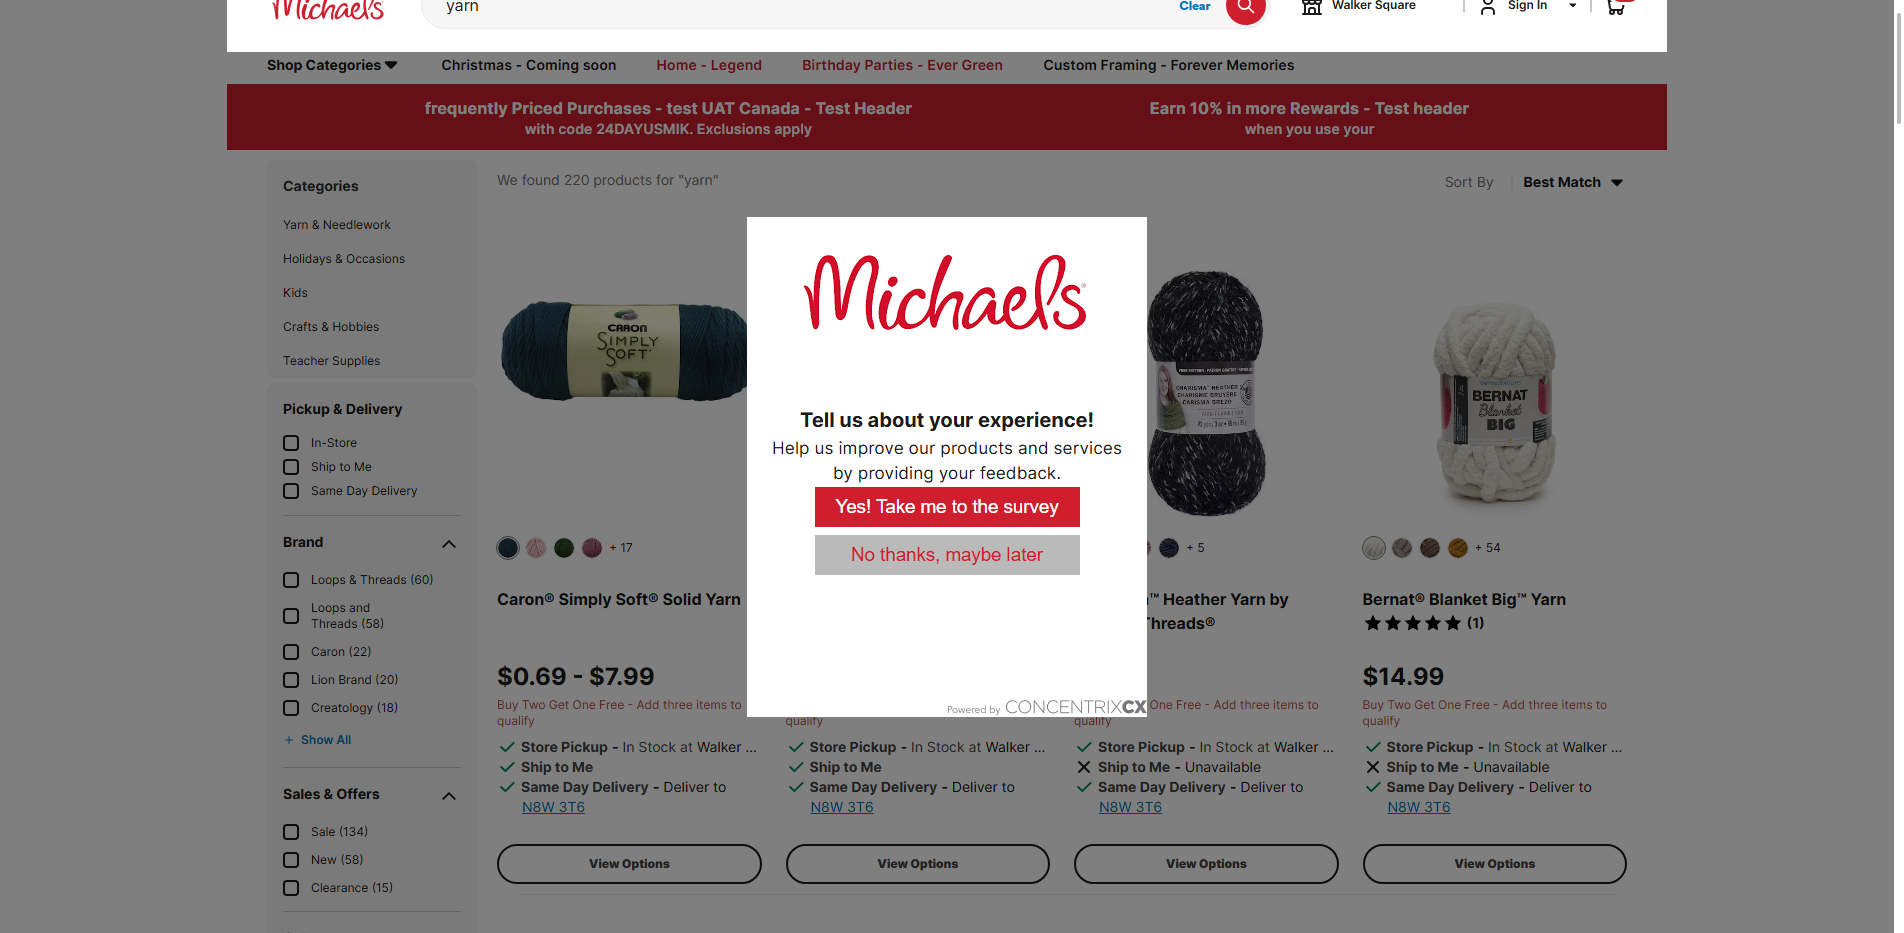 Michaels
yarn
Clear
Walker Square
Sign In
Shop Categories
Christmas - Coming soon
Home - Legend
Birthday Parties - Ever Green
Custom Framing - Forever Memories
frequently Priced Purchases - test UAT Canada - Test Header
with code 24DAYUSMIK. Exclusions apply
Earn 10% in more Rewards - Test header
when you use your
Categories
Yarn & Needlework
Holidays & Occasions
Kids
Crafts & Hobbies
Teacher Supplies
Pickup & Delivery
In-Store
Ship to Me
Same Day Delivery
Brand
Loops & Threads (60)
Loops and
Threads (58)
Caron (22)
Lion Brand (20)
Creatology (18)
+ Show All
Sales & Offers
Sale (134)
New (58)
Clearance (15)
We found 220 products for "yarn"
Sort By
Best Match
CARON
SIMPLY
SOFT
+ 17
Caron® Simply Soft® Solid Yarn
$0.69 - $7.99
Buy Two Get One Free - Add three items to
qualify
Store Pickup - In Stock at Walker ...
Ship to Me
Same Day Delivery - Deliver to
N8W 3T6
View Options
Michaels
Tell us about your experience!
Help us improve our products and services
by providing your feedback.
Yes! Take me to the survey
No thanks, maybe later
Powered by CONCENTRIXCX
qualify
Store Pickup - In Stock at Walker ...
Ship to Me
Same Day Delivery - Deliver to
N8W 3T6
View Options
CHARISMA™ HEATHER
CHARISME BRUYERE
CARISMA BREZO
+ 5
™ Heather Yarn by
Threads®
One Free - Add three items to
qualify
Store Pickup - In Stock at Walker ...
Ship to Me - Unavailable
Same Day Delivery - Deliver to
N8W 3T6
View Options
BERNAT
Blanket
BIG
+ 54
Bernat® Blanket Big™ Yarn
(1)
$14.99
Buy Two Get One Free - Add three items to
qualify
Store Pickup - In Stock at Walker ...
Ship to Me - Unavailable
Same Day Delivery - Deliver to
N8W 3T6
View Options